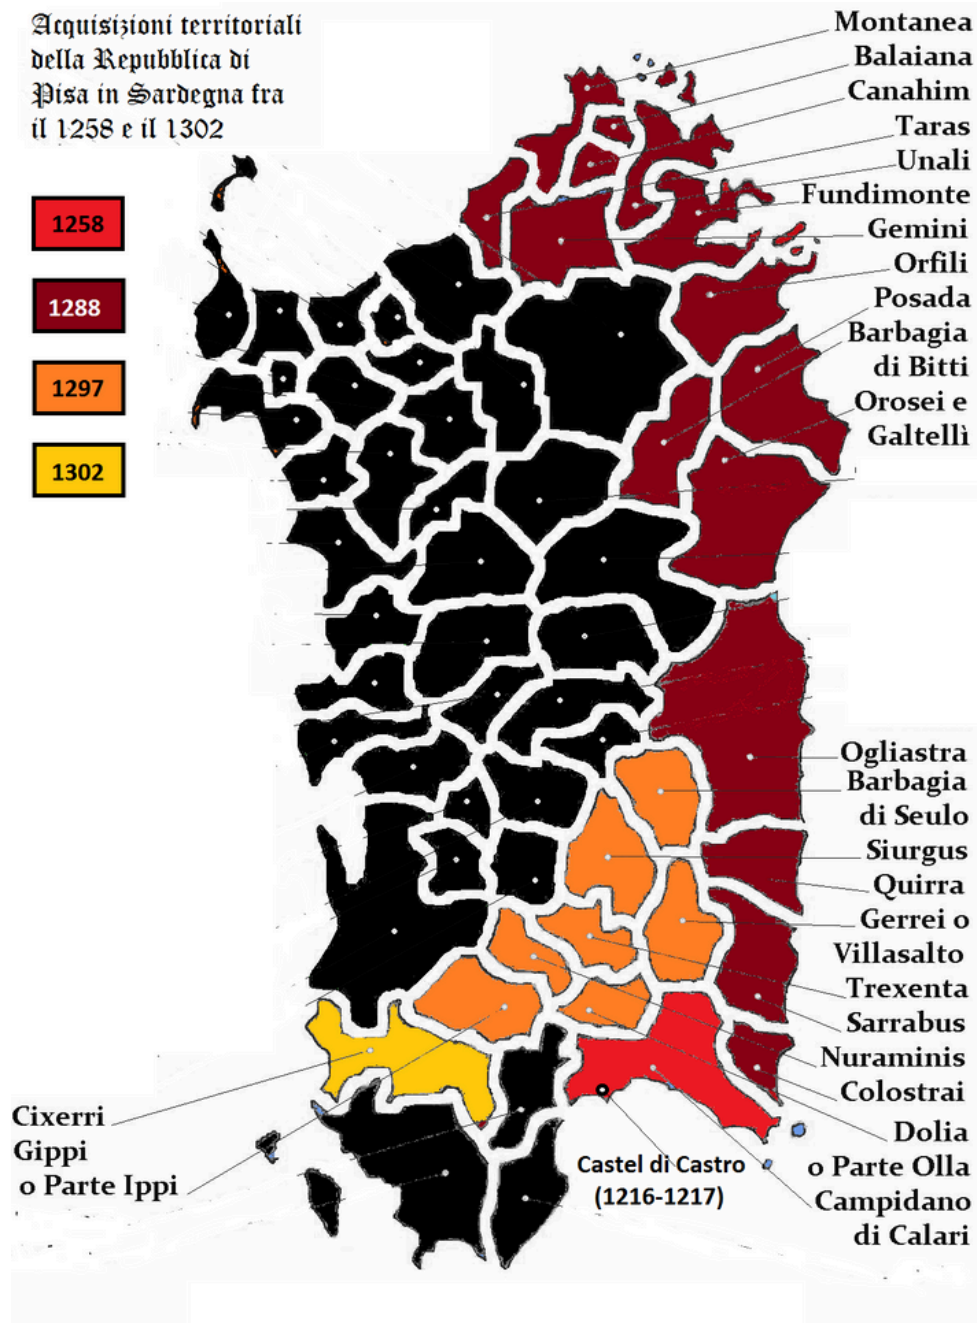 Acquisizioni territoriali
della Repubblica di
Pisa in Sardegna fra
il 1258 e il 1302
1258
1288
1297
1302
Montanea
Balaiana
Canahim
Taras
Unali
Fundimonte
Gemini
Orfili
Posada
Barbagia
di Bitti
Orosei e
Galtellì
Ogliastra
Barbagia
di Seulo
Siurgus
Quirra
Gerrei o
Villasalto
Trexenta
Sarrabus
Nuraminis
Colostrai
Dolia
o Parte Olla
Campidano
di Calari
Cixerri
Gippi
o Parte Ippi
Castel di Castro
(1216-1217)